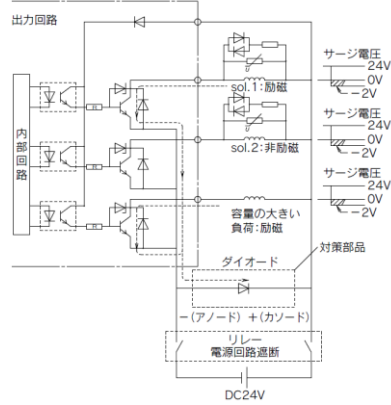 出力回路
内部回路
sol.1:励磁
sol.2:非励磁
容量の大きい
負荷:励磁
サージ電圧
24V
0V
-2V
サージ電圧
24V
0V
-2V
サージ電圧
24V
0V
-2V
対策部品
ダイオード
-(アノード) +(カソード)
リレー
電源回路遮断
DC24V